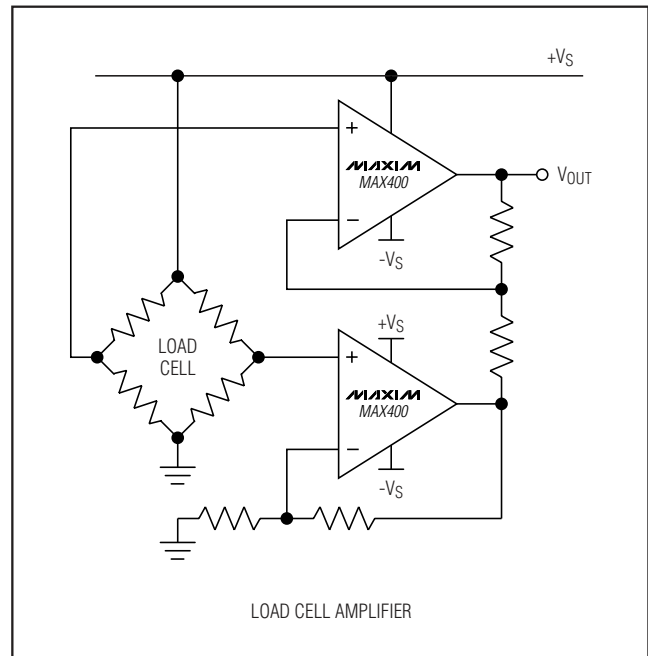 +VS
+
MAXIM
MAX400
−
-VS
VOUT
LOAD
CELL
+VS
+
MAXIM
MAX400
−
-VS
LOAD CELL AMPLIFIER